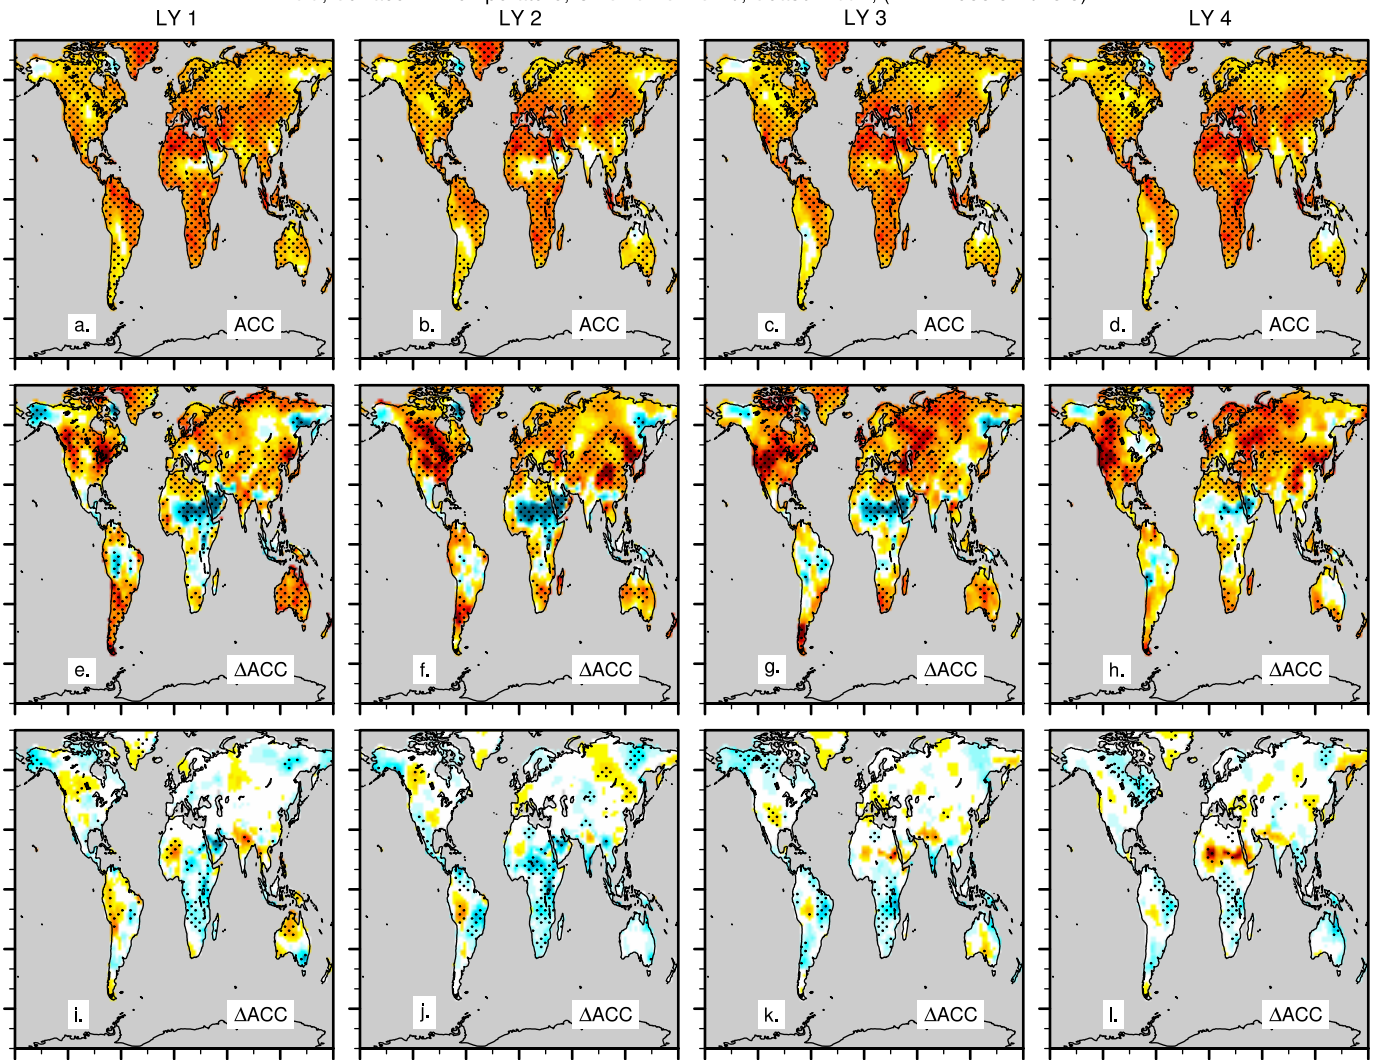 LY 1 LY 2 LY 3 LY 4
a. ACC b. ACC c. ACC d. ACC
e. ΔACC f. ΔACC g. ΔACC h. ΔACC
i. ΔACC j. ΔACC k. ΔACC l. ΔACC